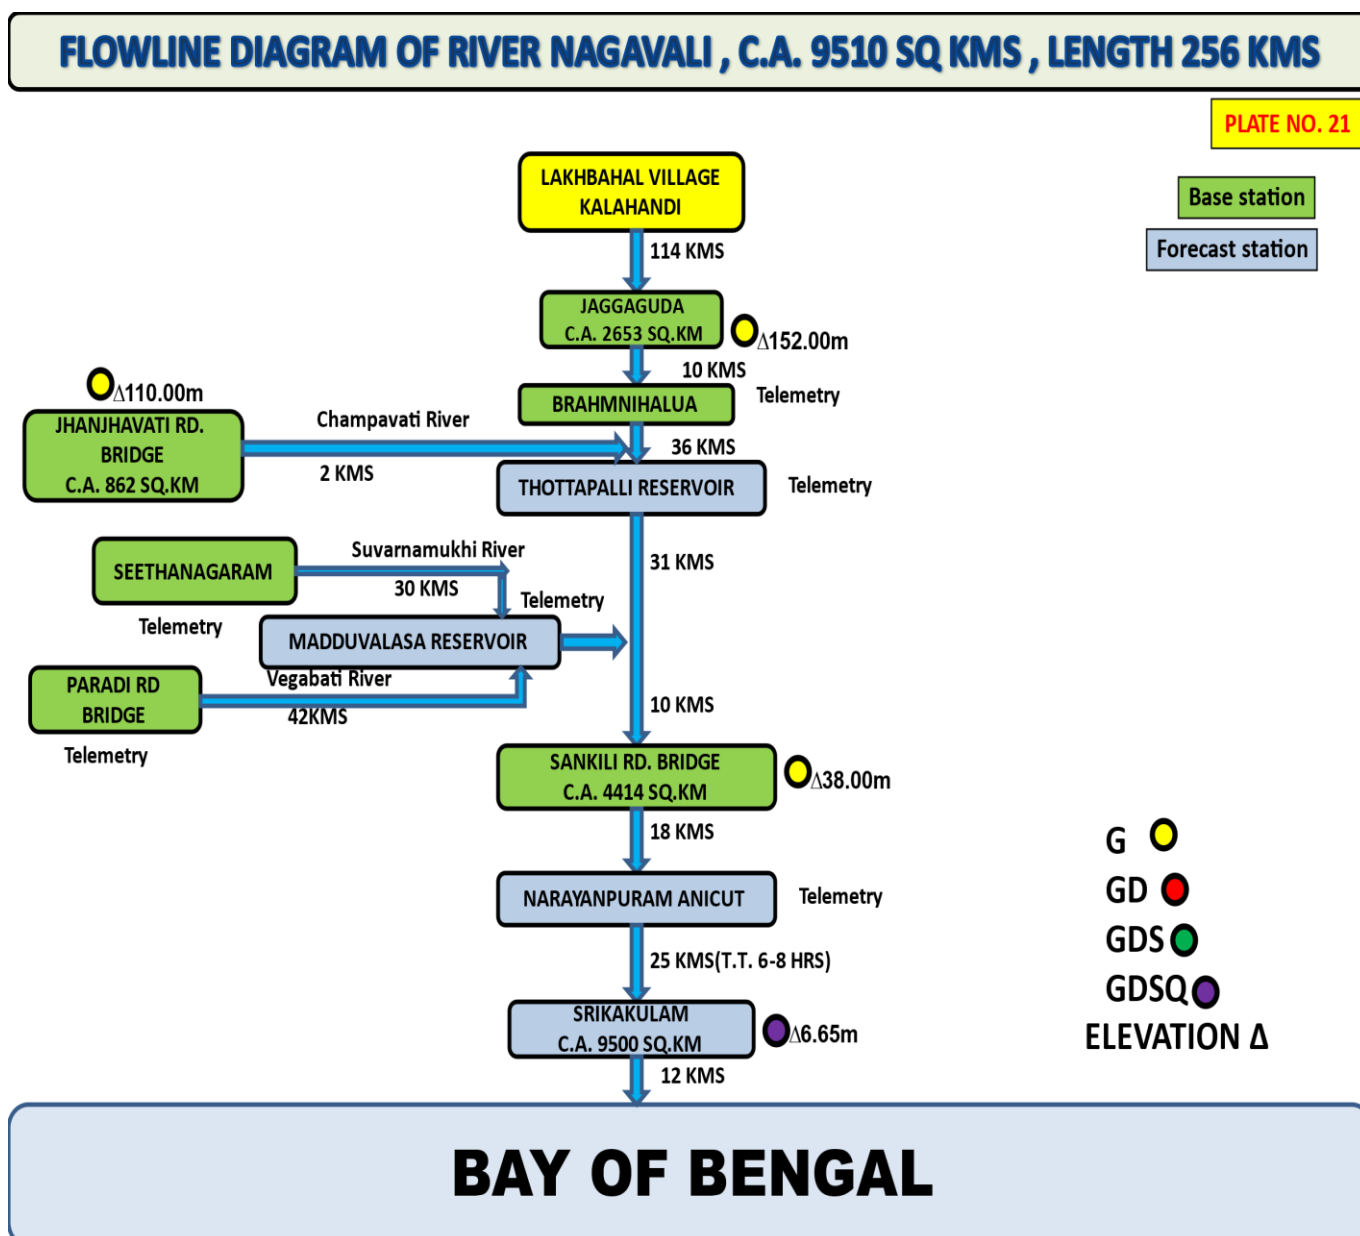 FLOWLINE DIAGRAM OF RIVER NAGAVALI , C.A. 9510 SQ KMS , LENGTH 256 KMS
PLATE NO. 21
Base station
Forecast station
LAKHBAHAL VILLAGE
KALAHANDI
114 KMS
JAGGAGUDA
C.A. 2653 SQ.KM
Δ152.00m
10 KMS
BRAHMNIHALUA
Telemetry
Δ110.00m
JHANJHAVATI RD.
BRIDGE
C.A. 862 SQ.KM
Champavati River
2 KMS
36 KMS
THOTTAPALLI RESERVOIR
Telemetry
31 KMS
SEETHANAGARAM
Suvarnamukhi River
30 KMS
Telemetry
Telemetry
MADDUVALASA RESERVOIR
PARADI RD
BRIDGE
Vegabati River
42KMS
Telemetry
10 KMS
SANKILI RD. BRIDGE
C.A. 4414 SQ.KM
Δ38.00m
18 KMS
NARAYANPURAM ANICUT
Telemetry
25 KMS(T.T. 6-8 HRS)
SRIKAKULAM
C.A. 9500 SQ.KM
Δ6.65m
12 KMS
G
GD
GDS
GDSQ
ELEVATION Δ
BAY OF BENGAL